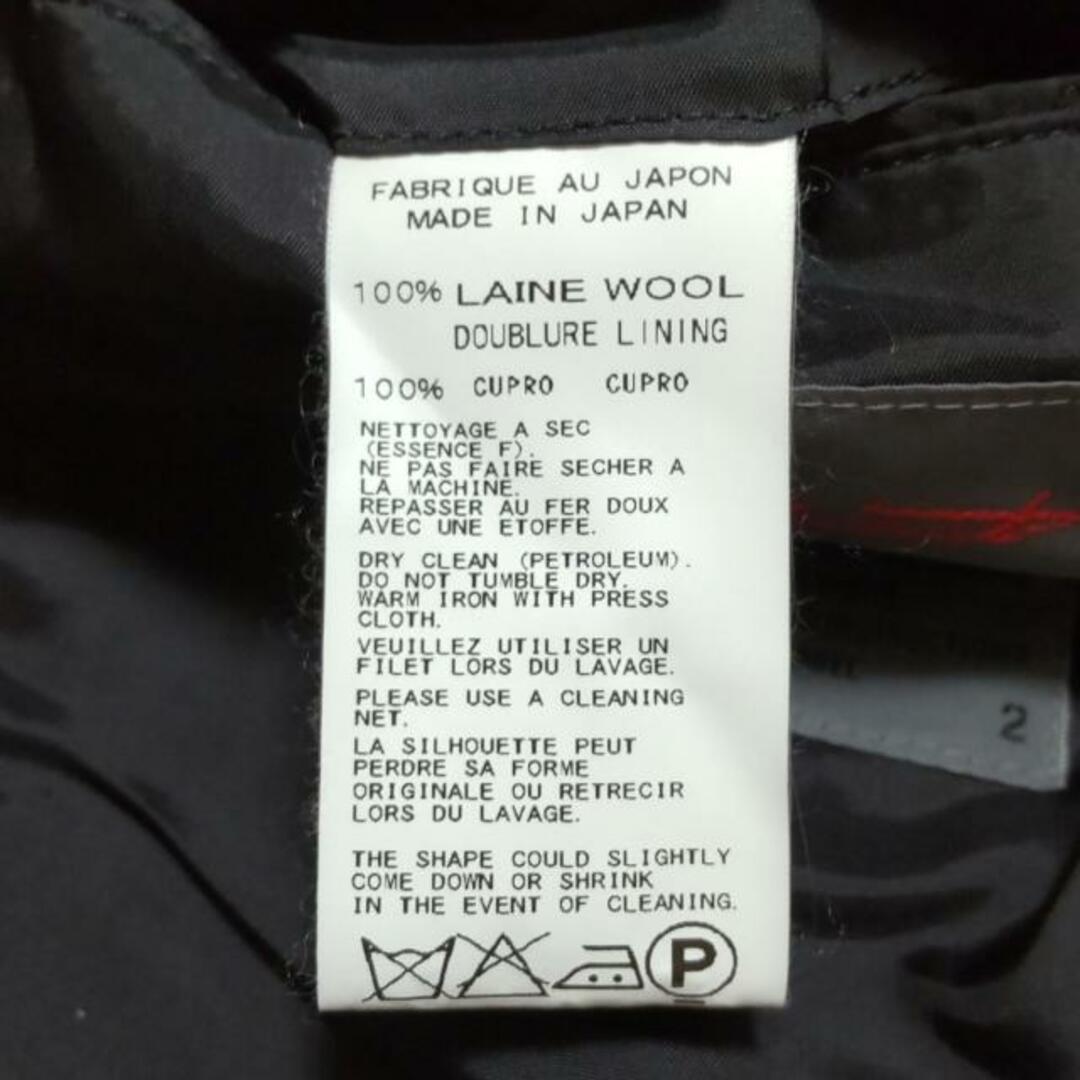 FABRIQUE AU JAPON
MADE IN JAPAN
100% LAINE WOOL
DOUBLURE LINING
100% CUPRO CUPRO
NETTOYAGE A SEC
(ESSENCE F).
NE PAS FAIRE SECHER A
LA MACHINE.
REPASSER AU FER DOUX
AVEC UNE ETOFFE.
DRY CLEAN (PETROLEUM).
DO NOT TUMBLE DRY.
WARM IRON WITH PRESS
CLOTH.
VEUILLEZ UTILISER UN
FILET LORS DU LAVAGE.
PLEASE USE A CLEANING
NET.
LA SILHOUETTE PEUT
PERDRE SA FORME
ORIGINALE OU RETRECIR
LORS DU LAVAGE.
THE SHAPE COULD SLIGHTLY
COME DOWN OR SHRINK
IN THE EVENT OF CLEANING.
P
2